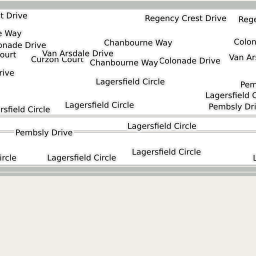 t Drive
Regency Crest Drive
Rege
e Way
Chanbourne Way
Colon
onade Drive
Van Arsdale Drive
ourt
Curzon Court
Chanbourne Way
Colonade Drive
Van Ars
rive
Lagersfield Circle
Pem
Lagersfield C
rsfield Circle
Lagersfield Circle
Pembsly Dri
Lagersfield Circle
Pembsly Drive
Lagersfield Circle
ircle
Lagersfield Circle
L